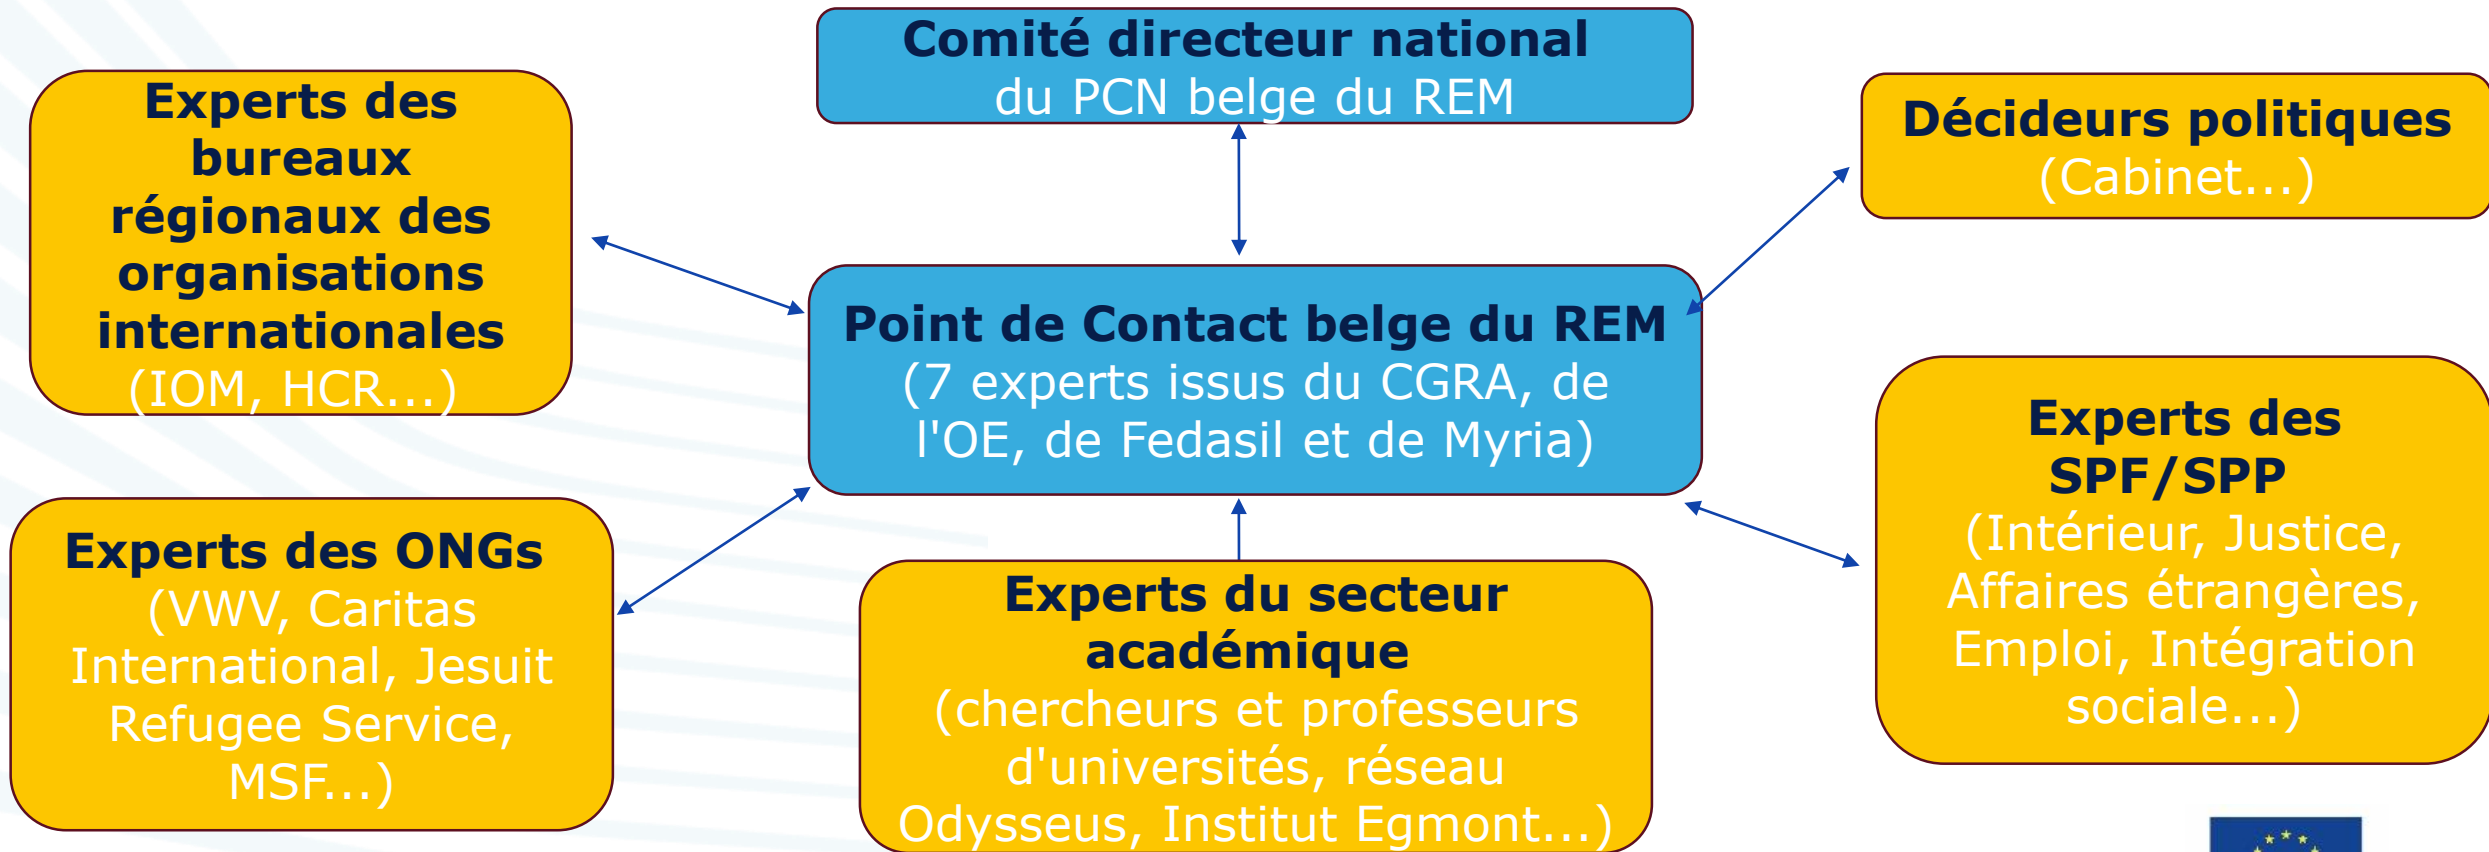 Comité directeur national
du PCN belge du REM
Experts des
bureaux
régionaux des
organisations
internationales
(IOM, HCR...)
Décideurs politiques
(Cabinet...)
Point de Contact belge du REM
(7 experts issus du CGRA, de
l'OE, de Fedasil et de Myria)
Experts des
SPF/SPP
(Intérieur, Justice,
Affaires étrangères,
Emploi, Intégration
sociale...)
Experts des ONGs
(VWV, Caritas
International, Jesuit
Refugee Service,
MSF...)
Experts du secteur
académique
(chercheurs et professeurs
d'universités, réseau
Odysseus, Institut Egmont...)